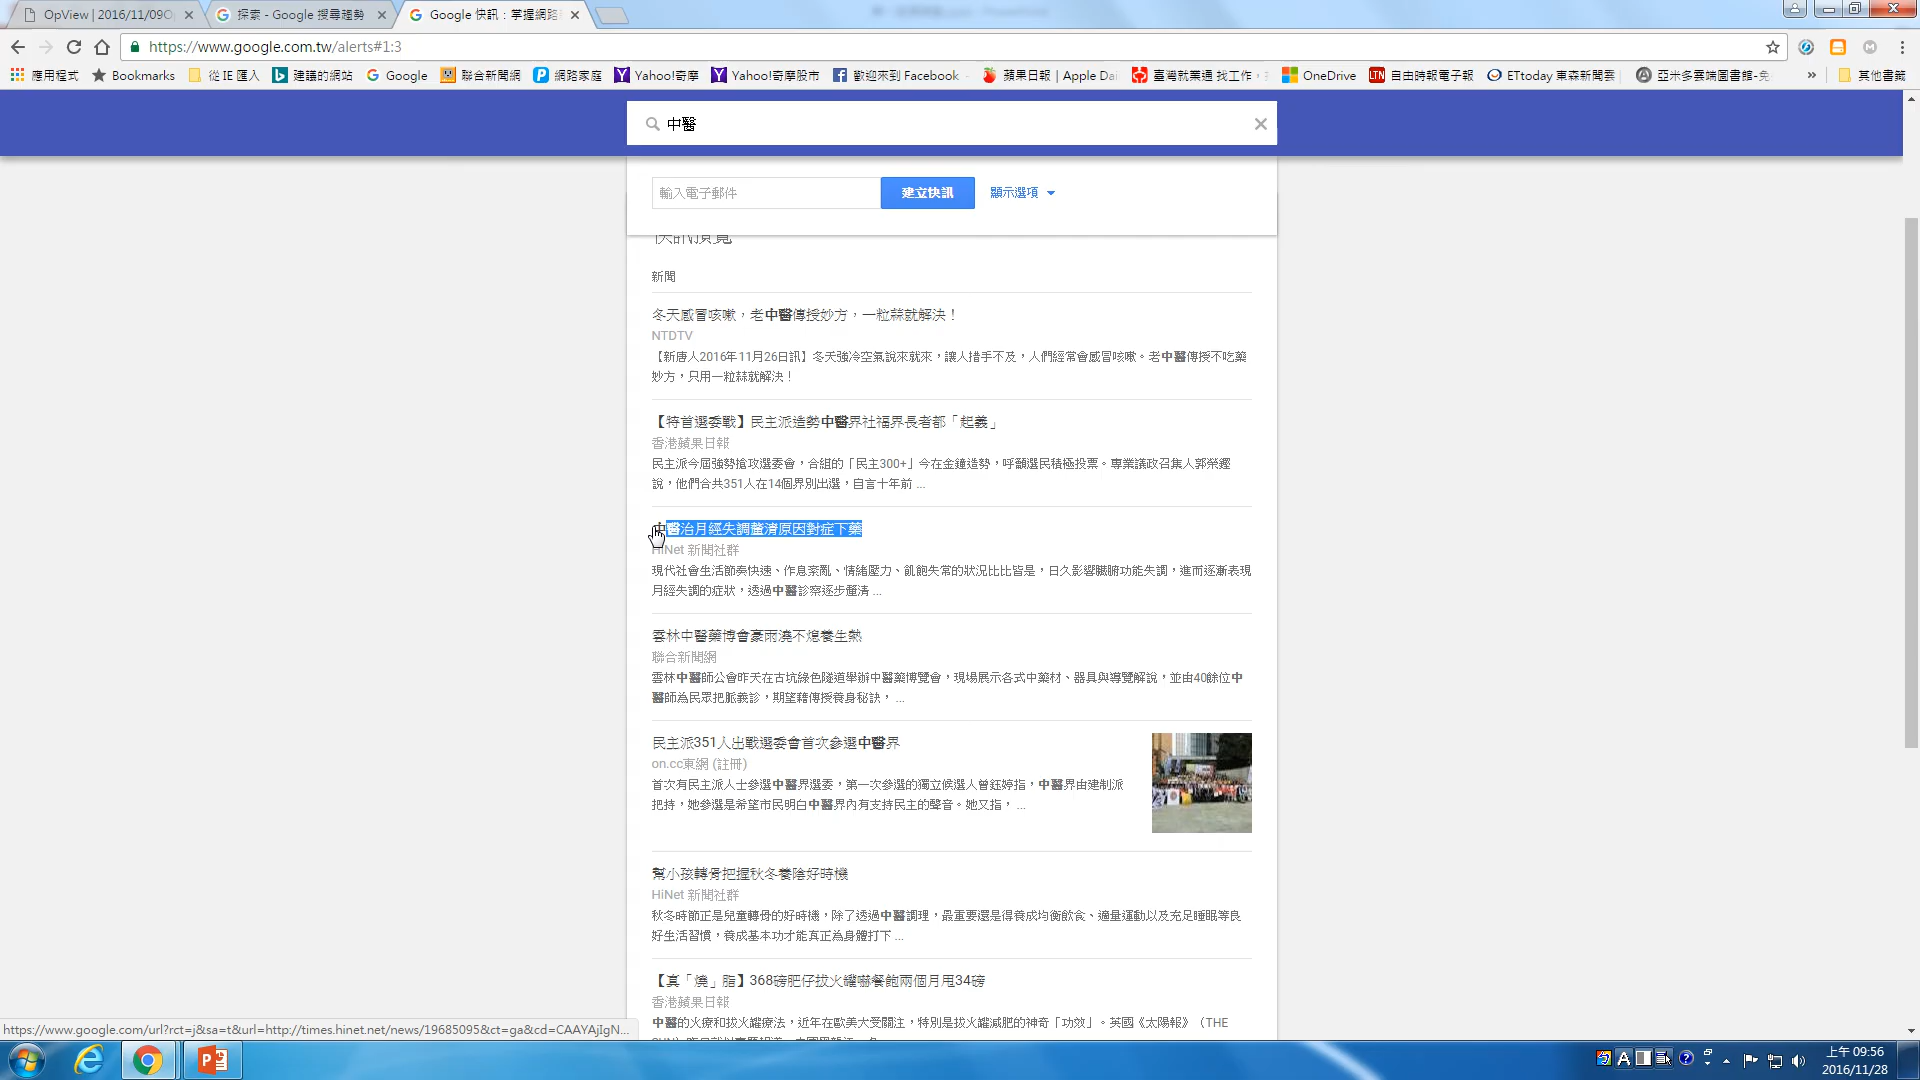 OpView | 2016/11/09O
探索 - Google 搜尋趨勢
Google 快訊：掌握網路
https://www.google.com.tw/alerts#1:3
應用程式
Bookmarks
從 IE 匯入
建議的網站
Google
聯合新聞網
網路家庭
Yahoo!奇摩
Yahoo!奇摩股市
歡迎來到 Facebook
蘋果日報 | Apple Dai
臺灣就業通 找工作，
OneDrive
自由時報電子報
ETtoday 東森新聞雲
亞米多雲端圖書館-免
»
其他書籤
中醫
輸入電子郵件
建立快訊
顯示選項
快訊預覽
新聞
冬天感冒咳嗽，老中醫傳授妙方，一粒蒜就解決！
NTDTV
【新唐人2016年11月26日訊】冬天強冷空氣說來就來，讓人措手不及，人們經常會感冒咳嗽。老中醫傳授不吃藥
妙方，只用一粒蒜就解決！
【特首選委戰】民主派造勢中醫界社福界長者都「起義」
香港蘋果日報
民主派今屆強勢搶攻選委會，合組的「民主300+」今在金鐘造勢，呼籲選民積極投票。專業議政召集人郭榮鏗
說，他們合共351人在14個界別出選，自言十年前 ...
中醫治月經失調釐清原因對症下藥
HiNet 新聞社群
現代社會生活節奏快速、作息紊亂、情緒壓力、飢飽失常的狀況比比皆是，日久影響臟腑功能失調，進而逐漸表現
月經失調的症狀，透過中醫診察逐步釐清 ...
雲林中醫藥博會豪雨澆不熄養生熱
聯合新聞網
雲林中醫師公會昨天在古坑綠色隧道舉辦中醫藥博覽會，現場展示各式中藥材、器具與導覽解說，並由40餘位中
醫師為民眾把脈義診，期望藉傳授養身秘訣， ...
民主派351人出戰選委會首次參選中醫界
on.cc東網 (註冊)
首次有民主派人士參選中醫界選委，第一次參選的獨立候選人曾鈺婷指，中醫界由建制派
把持，她參選是希望市民明白中醫界內有支持民主的聲音。她又指， ...
幫小孩轉骨把握秋冬養陰好時機
HiNet 新聞社群
秋冬時節正是兒童轉骨的好時機，除了透過中醫調理，最重要還是得養成均衡飲食、適量運動以及充足睡眠等良
好生活習慣，養成基本功才能真正為身體打下 ...
【真「燒」脂】368磅肥仔拔火罐嚇餐飽兩個月甩34磅
香港蘋果日報
中醫的火療和拔火罐療法，近年在歐美大受關注，特別是拔火罐減肥的神奇「功效」。英國《太陽報》（THE
https://www.google.com/url?rct=j&sa=t&url=http://times.hinet.net/news/19685095&ct=ga&cd=CAAYAjIgN...
上午 09:56
2016/11/28